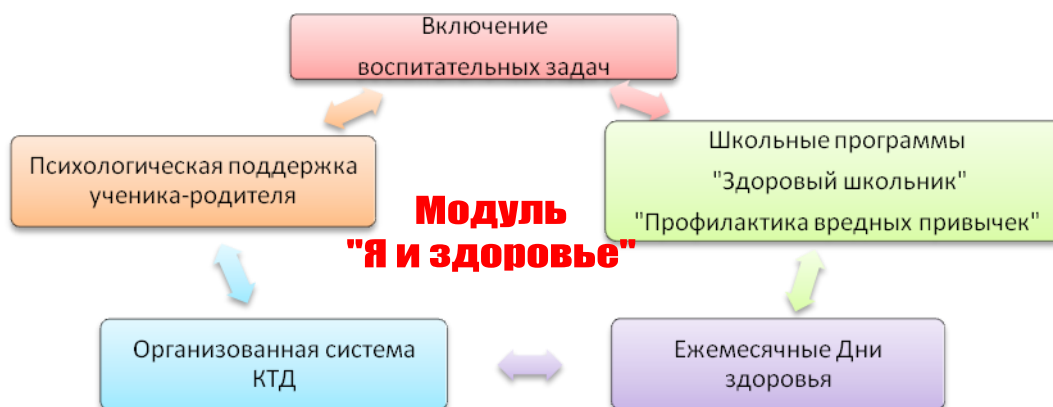 Включение
воспитательных задач
Психологическая поддержка
ученика-родителя
Школьные программы
"Здоровый школьник"
"Профилактика вредных привычек"
Модуль
"Я и здоровье"
Организованная система
КТД
Ежемесячные Дни
здоровья